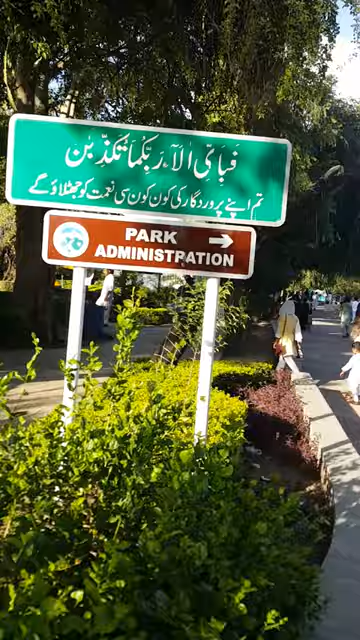 فَبِاَیِّ اٰلَآءِ رَبِّکُمَا تُکَذِّبٰنِ
تم اپنے پروردگار کی کون کون سی نعمت کو جھٹلاؤ گے
PARK
ADMINISTRATION